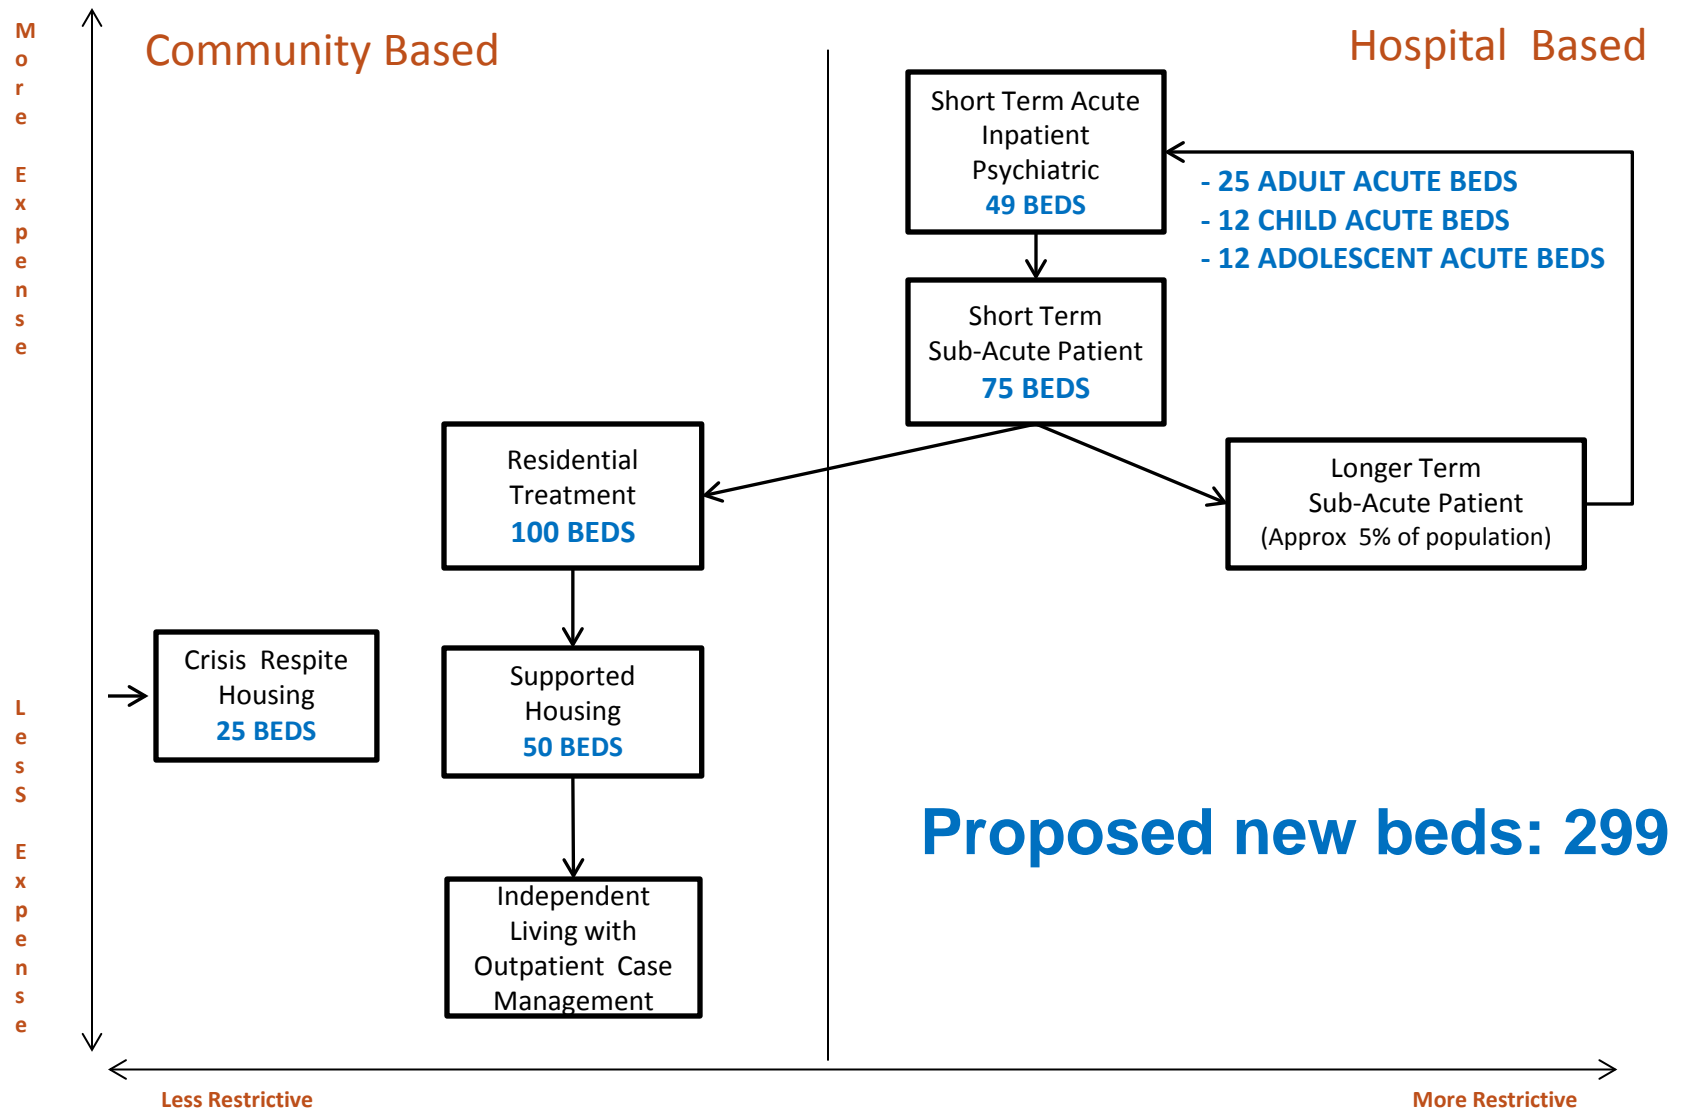 More Expense
Less Expense
Community Based
Hospital Based
Short Term Acute
Inpatient
Psychiatric
49 BEDS
- 25 ADULT ACUTE BEDS
- 12 CHILD ACUTE BEDS
- 12 ADOLESCENT ACUTE BEDS
Short Term
Sub-Acute Patient
75 BEDS
Residential
Treatment
100 BEDS
Longer Term
Sub-Acute Patient
(Approx 5% of population)
Crisis Respite
Housing
25 BEDS
Supported
Housing
50 BEDS
Proposed new beds: 299
Independent
Living with
Outpatient Case
Management
Less Restrictive
More Restrictive